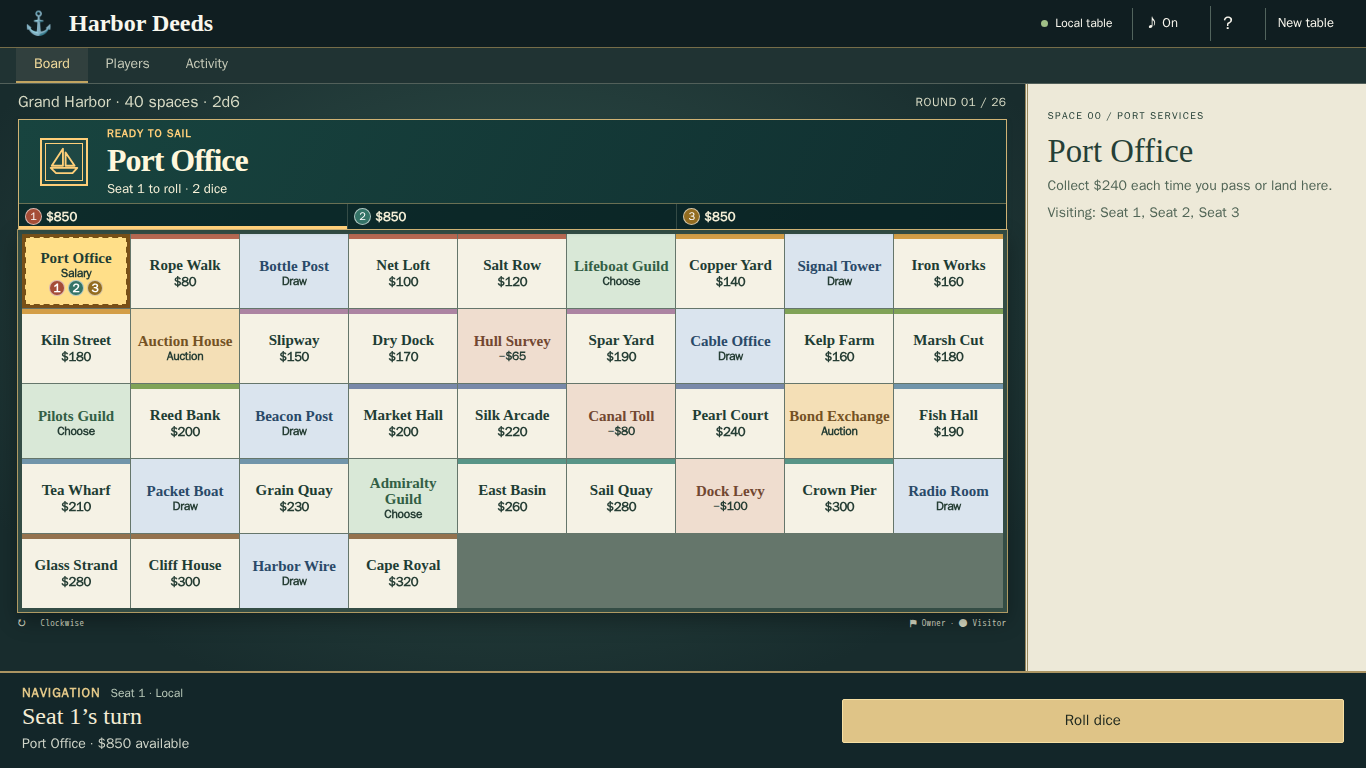 Harbor Deeds
Local table
♪ On
?
New table
Board
Players
Activity
Grand Harbor · 40 spaces · 2d6
ROUND 01 / 26
READY TO SAIL
Port Office
Seat 1 to roll · 2 dice
1 $850
2 $850
3 $850
Port Office
Salary
1 2 3
Rope Walk
$80
Bottle Post
Draw
Net Loft
$100
Salt Row
$120
Lifeboat Guild
Choose
Copper Yard
$140
Signal Tower
Draw
Iron Works
$160
Kiln Street
$180
Auction House
Auction
Slipway
$150
Dry Dock
$170
Hull Survey
−$65
Spar Yard
$190
Cable Office
Draw
Kelp Farm
$160
Marsh Cut
$180
Pilots Guild
Choose
Reed Bank
$200
Beacon Post
Draw
Market Hall
$200
Silk Arcade
$220
Canal Toll
−$80
Pearl Court
$240
Bond Exchange
Auction
Fish Hall
$190
Tea Wharf
$210
Packet Boat
Draw
Grain Quay
$230
Admiralty
Guild
Choose
East Basin
$260
Sail Quay
$280
Dock Levy
−$100
Crown Pier
$300
Radio Room
Draw
Glass Strand
$280
Cliff House
$300
Harbor Wire
Draw
Cape Royal
$320
↻ Clockwise
Owner · Visitor
SPACE 00 / PORT SERVICES
Port Office
Collect $240 each time you pass or land here.
Visiting: Seat 1, Seat 2, Seat 3
NAVIGATION Seat 1 · Local
Seat 1’s turn
Port Office · $850 available
Roll dice